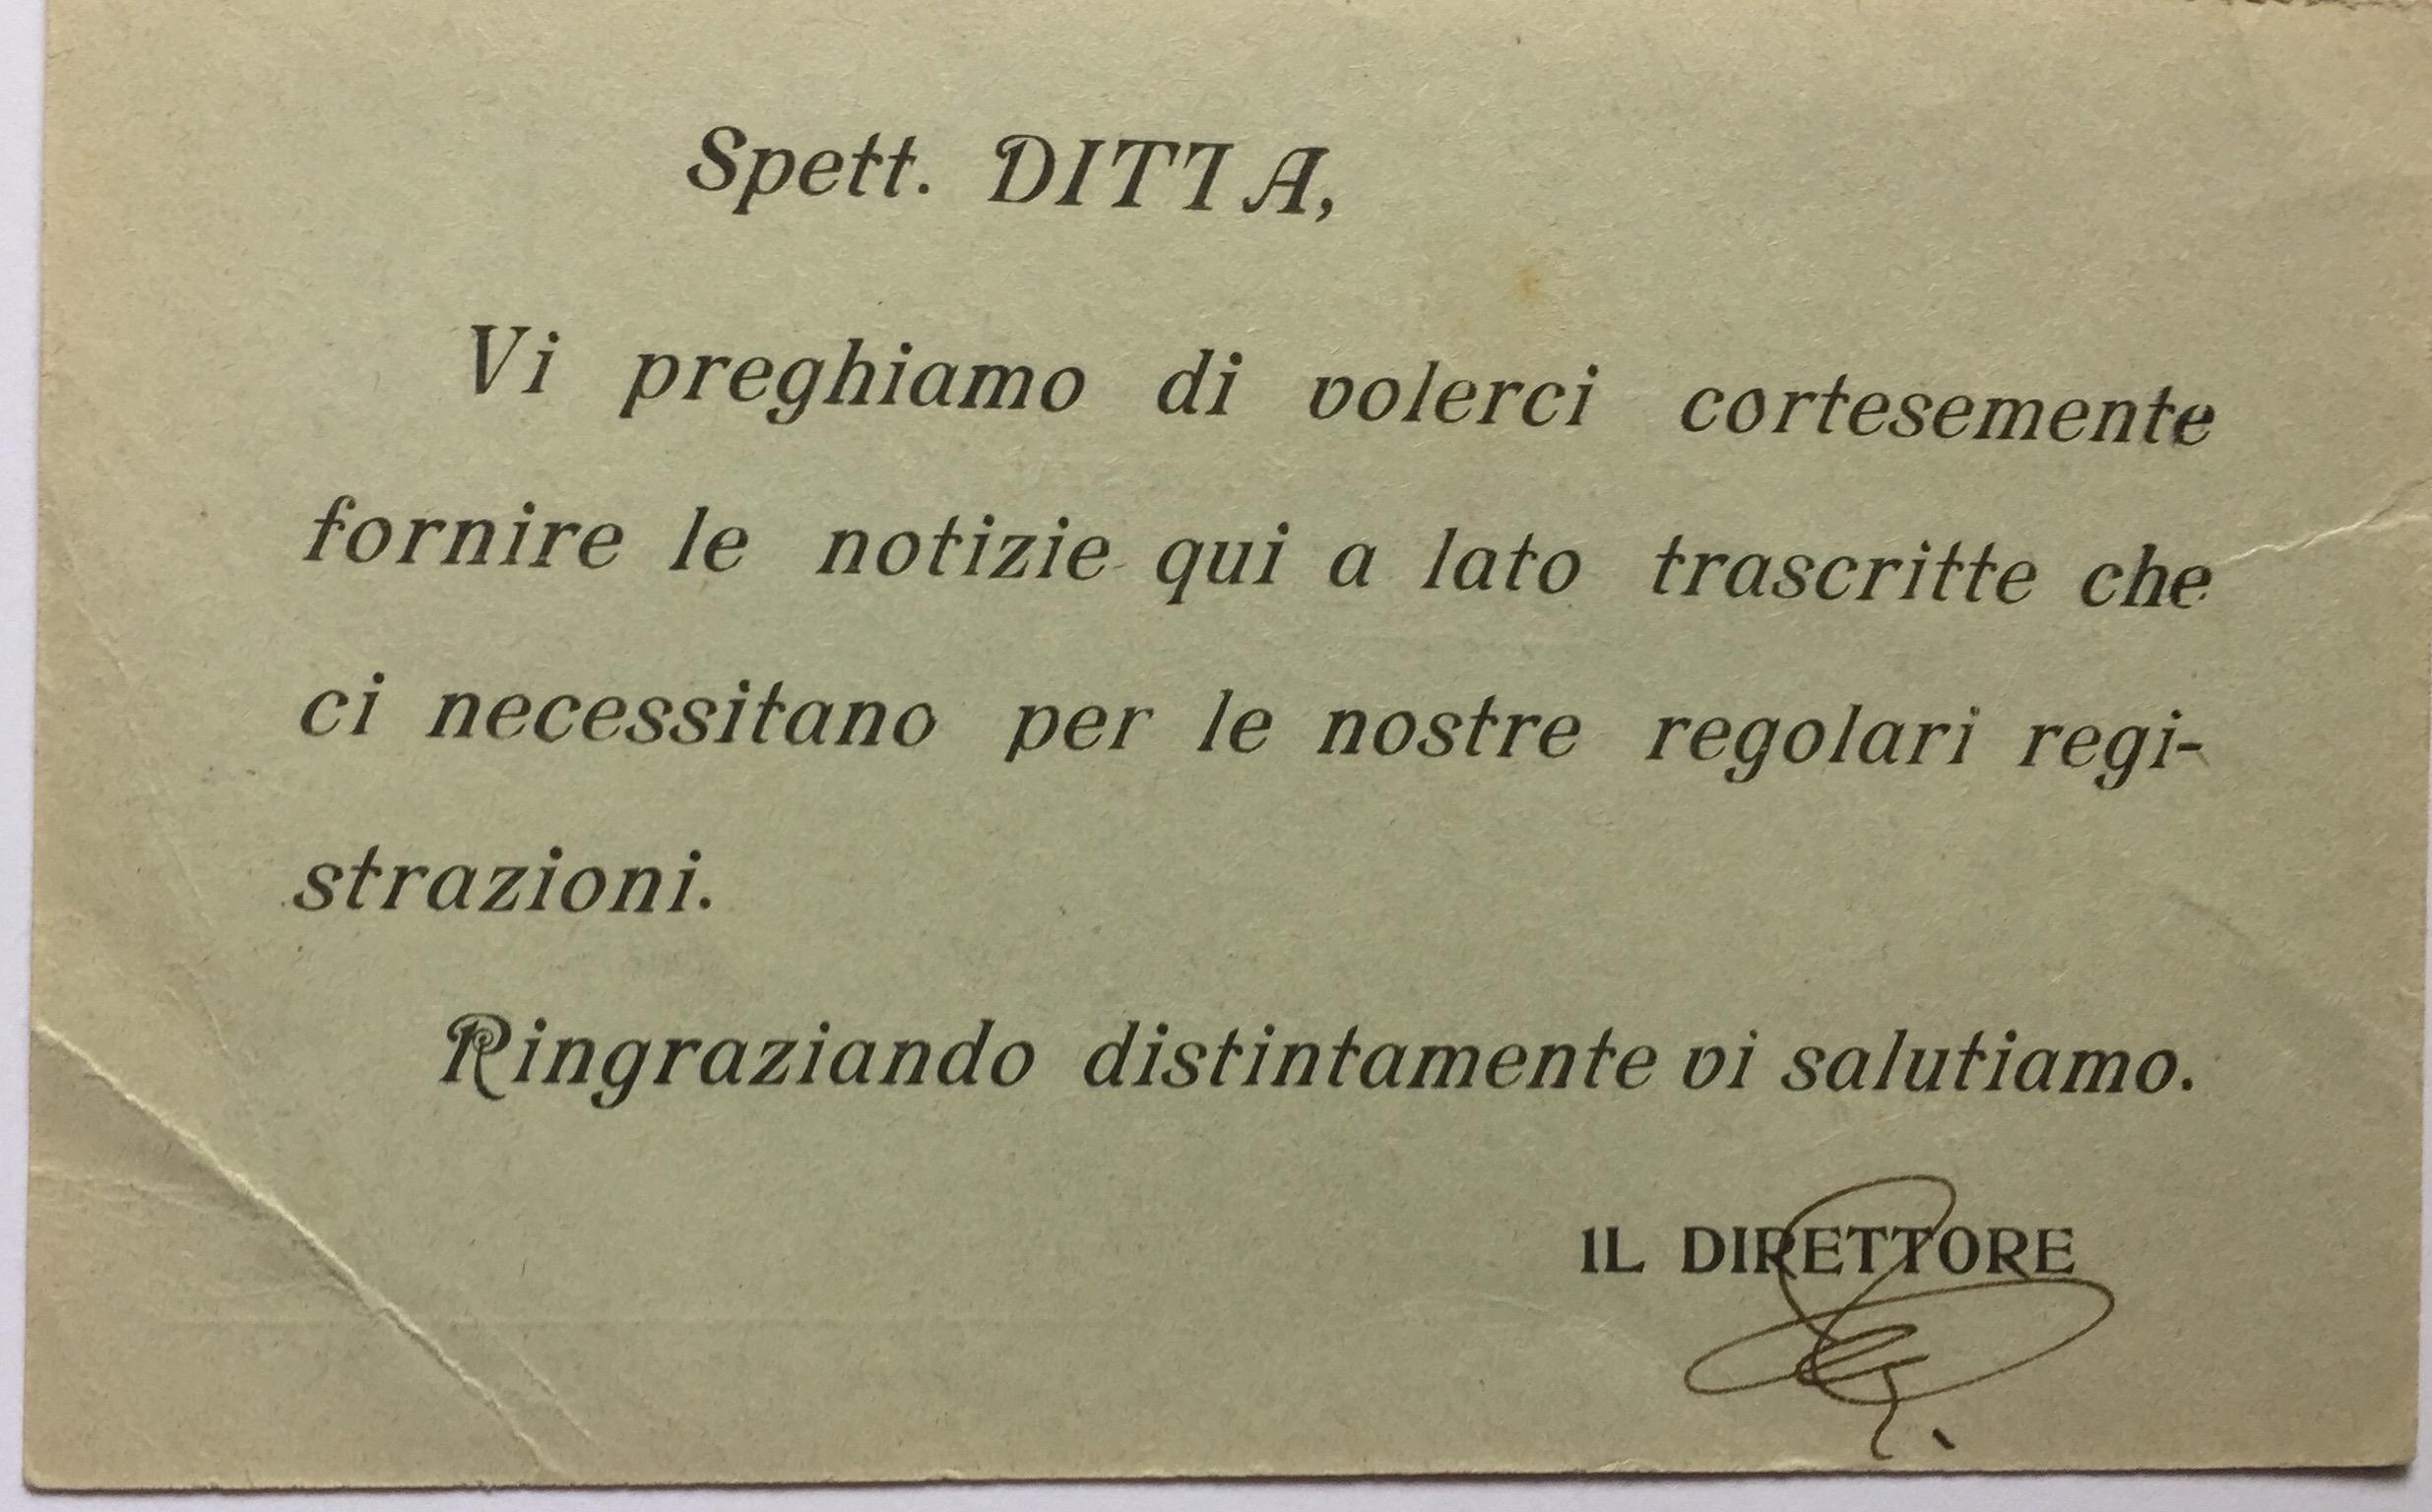 Spett. DITTA,
Vi preghiamo di volerci cortesemente
fornire le notizie qui a lato trascritte che
ci necessitano per le nostre regolari regi-
strazioni.
Ringraziando distintamente vi salutiamo.
IL DIRETTORE